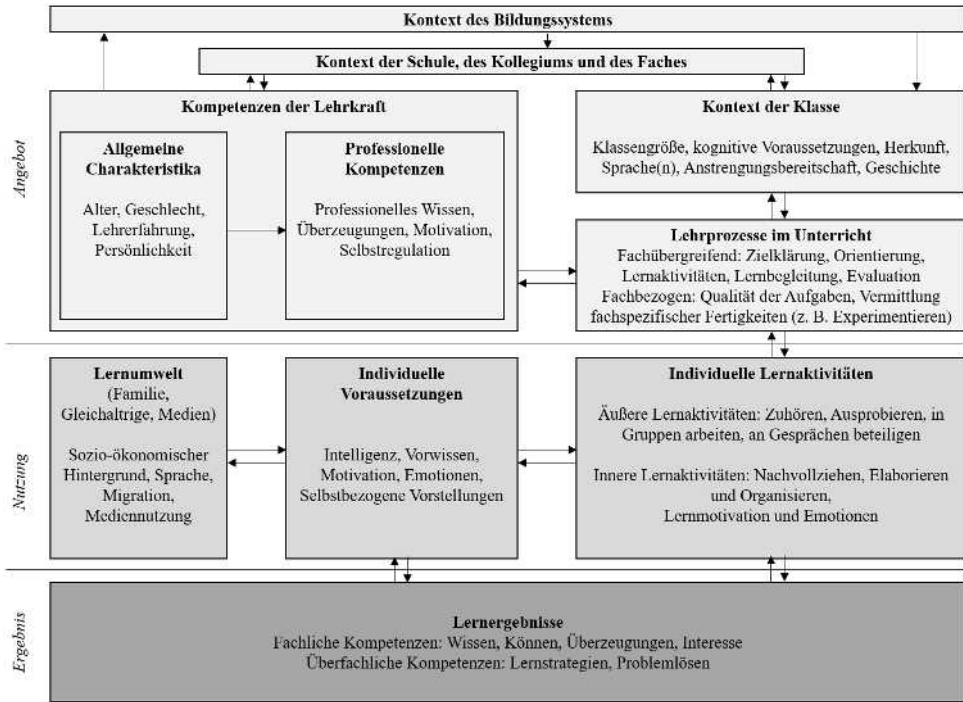 Kontext des Bildungssystems
Kontext der Schule, des Kollegiums und des Faches
Angebot
Kompetenzen der Lehrkraft
Allgemeine
Charakteristika
Alter, Geschlecht,
Lehrerfahrung,
Persönlichkeit
Professionelle
Kompetenzen
Professionelles Wissen,
Überzeugungen, Motivation,
Selbstregulation
Kontext der Klasse
Klassengröße, kognitive Voraussetzungen, Herkunft,
Sprache(n), Anstrengungsbereitschaft, Geschichte
Lehrprozesse im Unterricht
Fachübergreifend: Zielklärung, Orientierung,
Lernaktivitäten, Lernbegleitung, Evaluation
Fachbezogen: Qualität der Aufgaben, Vermittlung
fachspezifischer Fertigkeiten (z. B. Experimentieren)
Nutzung
Lernumwelt
(Familie,
Gleichaltrige, Medien)
Sozio-ökonomischer
Hintergrund, Sprache,
Migration,
Mediennutzung
Individuelle
Voraussetzungen
Intelligenz, Vorwissen,
Motivation, Emotionen,
Selbstbezogene Vorstellungen
Individuelle Lernaktivitäten
Äußere Lernaktivitäten: Zuhören, Ausprobieren, in
Gruppen arbeiten, an Gesprächen beteiligen
Innere Lernaktivitäten: Nachvollziehen, Elaborieren
und Organisieren,
Lernmotivation und Emotionen
Ergebnis
Lernergebnisse
Fachliche Kompetenzen: Wissen, Können, Überzeugungen, Interesse
Überfachliche Kompetenzen: Lernstrategien, Problemlösen